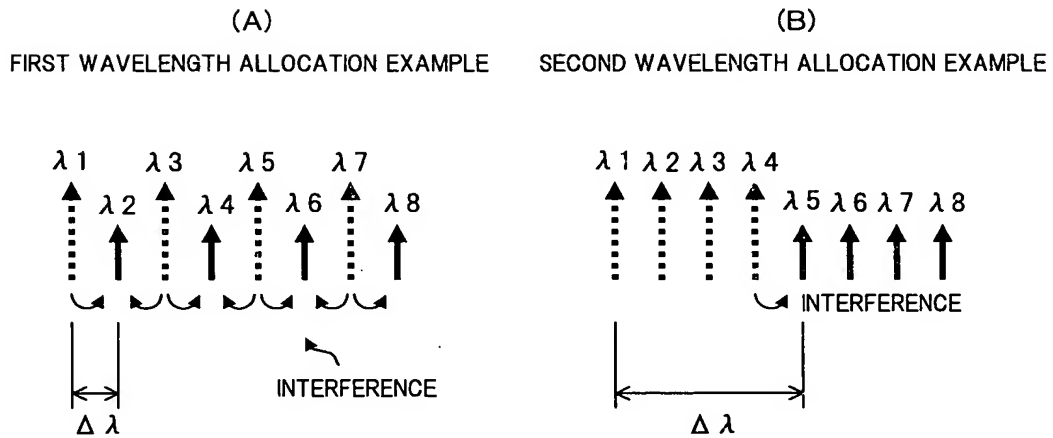 (A)
FIRST WAVELENGTH ALLOCATION EXAMPLE
λ1 λ3 λ5 λ7
λ2 λ4 λ6 λ8
INTERFERENCE
Δλ
(B)
SECOND WAVELENGTH ALLOCATION EXAMPLE
λ1 λ2 λ3 λ4
λ5 λ6 λ7 λ8
INTERFERENCE
Δλ